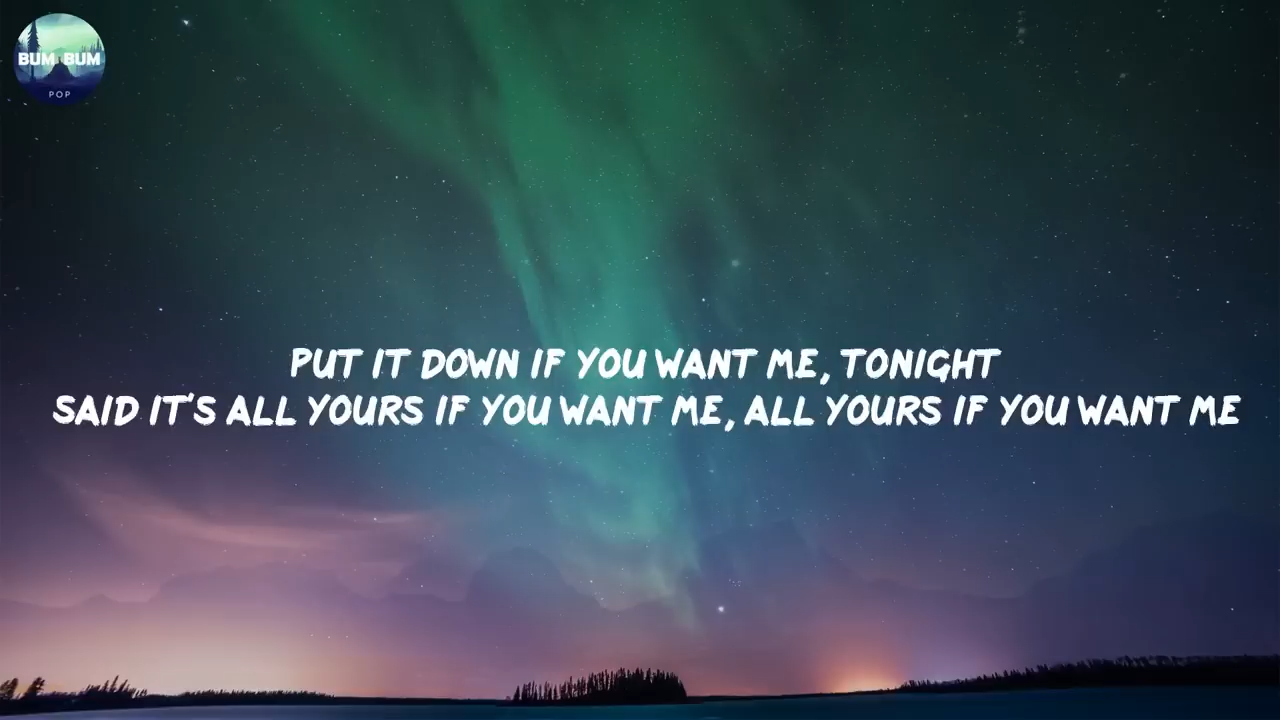 BUM BUM
POP
PUT IT DOWN IF YOU WANT ME, TONIGHT
SAID IT'S ALL YOURS IF YOU WANT ME, ALL YOURS IF YOU WANT ME